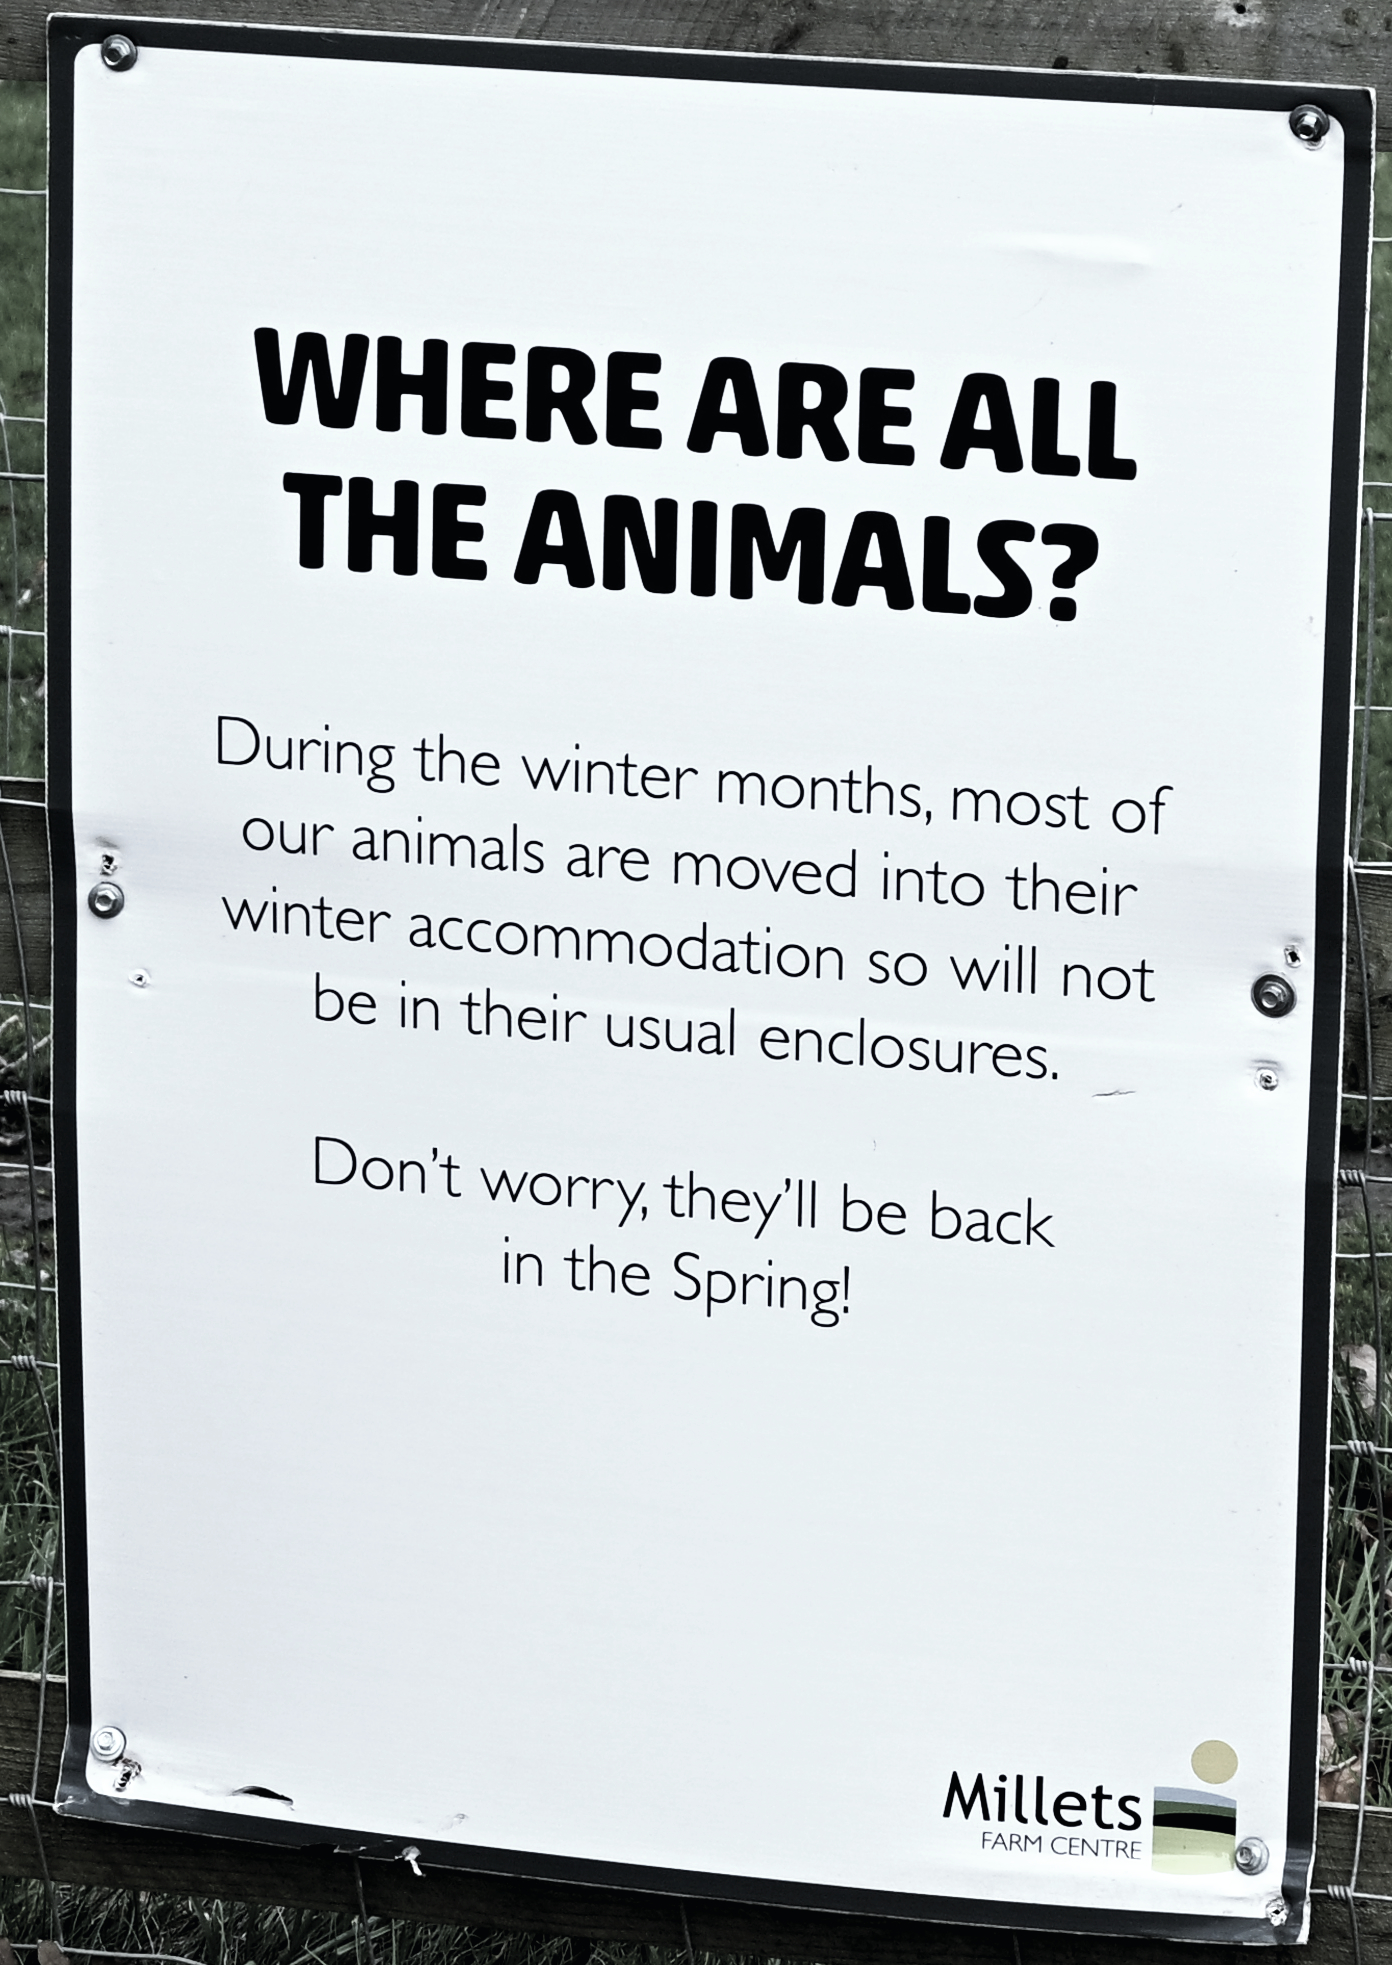 WHERE ARE ALL
THE ANIMALS?
During the winter months, most of
our animals are moved into their
winter accommodation so will not
be in their usual enclosures.
Don't worry, they'll be back
in the Spring!
Millets
FARM CENTRE